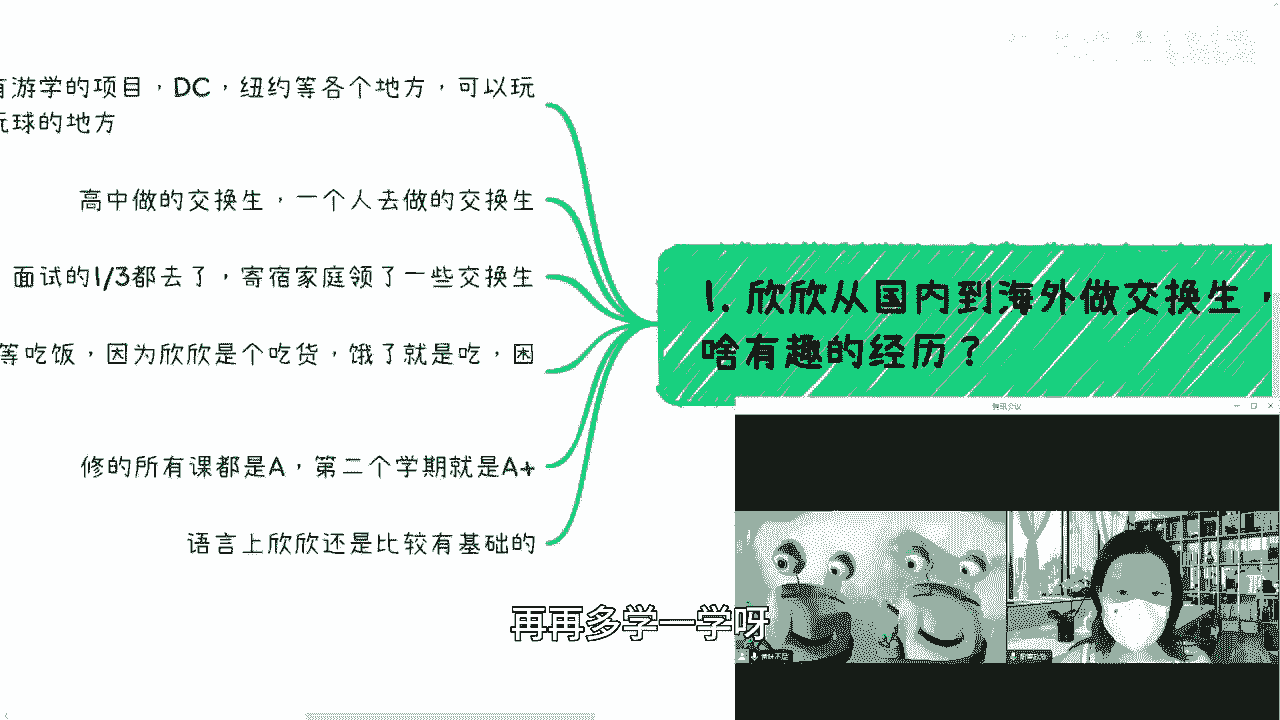 有游学的项目，DC，纽约等各个地方，可以玩
玩球的地方
高中做的交换生，一个人去做的交换生
面试的1/3都去了，寄宿家庭领了一些交换生
等吃饭，因为欣欣是个吃货，饿了就是吃，困
修的所有课都是A，第二个学期就是A+
语言上欣欣还是比较有基础的
1. 欣欣从国内到海外做交换生，
啥有趣的经历？
腾讯会议
再再多学一学呀